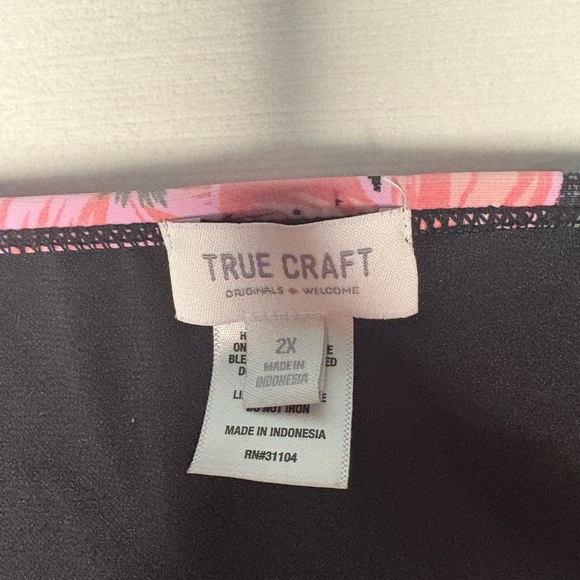 TRUE CRAFT
ORIGINALS WELCOME
2X
MADE IN
INDONESIA
DO NOT IRON
MADE IN INDONESIA
RN#31104